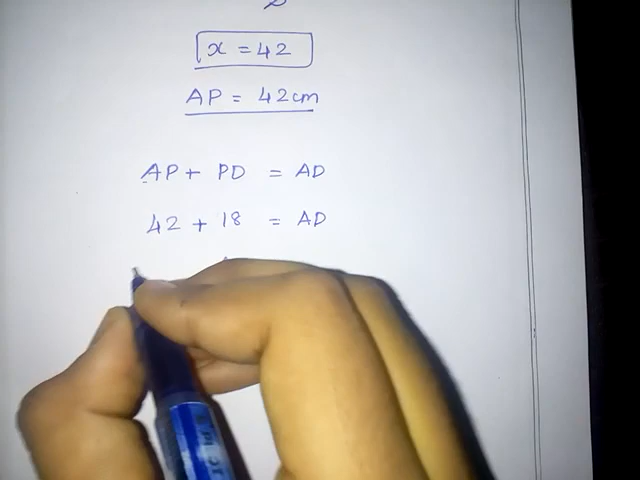 x = 42
AP = 42cm
AP + PD = AD
42 + 18 = AD